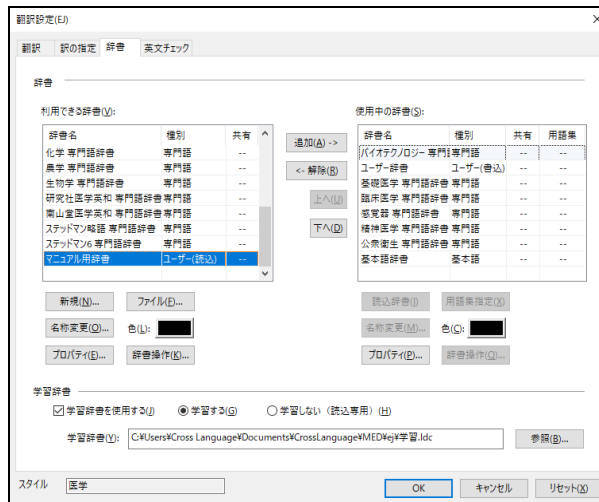 翻訳設定(EJ)
翻訳 訳の指定 辞書 英文チェック
辞書
利用できる辞書(V):
辞書名 種別 共有
化学 専門語辞書 専門語 --
農学 専門語辞書 専門語 --
生物学 専門語辞書 専門語 --
研究社医学英和 専門語辞書 専門語 --
南山堂医学英和 専門語辞書 専門語 --
ステッドマン略語 専門語辞書 専門語 --
ステッドマン6 専門語辞書 専門語 --
マニュアル用辞書 ユーザー(読込) --
新規(N)... ファイル(F)...
名称変更(O)... 色(L):
プロパティ(E)... 辞書操作(K)...
追加(A) ->
<- 解除(R)
上へ(U)
下へ(D)
使用中の辞書(S):
辞書名 種別 共有 用語集
バイオテクノロジー 専門 専門語 -- --
ユーザー辞書 ユーザー(書込) -- --
基礎医学 専門語辞書 専門語 -- --
臨床医学 専門語辞書 専門語 -- --
感覚器 専門語辞書 専門語 -- --
精神医学 専門語辞書 専門語 -- --
公衆衛生 専門語辞書 専門語 -- --
基本語辞書 基本語 -- --
読込辞書(I) 用語集指定(X)
名称変更(M)... 色(C):
プロパティ(P)... 辞書操作(Q)...
学習辞書
学習辞書を使用する(J) 学習する(G) 学習しない（読込専用）(H)
学習辞書(Y): C:¥Users¥Cross Language¥Documents¥CrossLanguage¥MED¥ej¥学習.ldc 参照(B)...
スタイル 医学 OK キャンセル リセット(X)